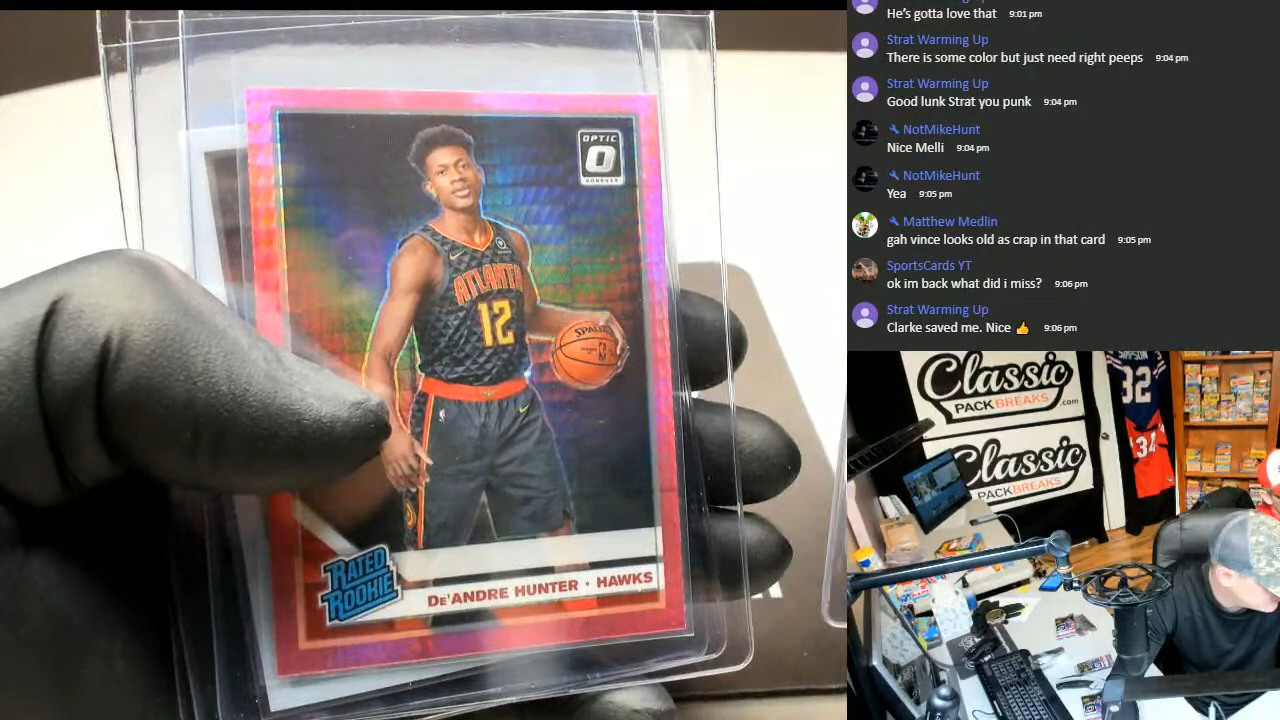 OPTIC
DONRUSS
ATLANTA
12
SPALDING
RATED
ROOKIE
DE'ANDRE HUNTER • HAWKS
He's gotta love that 9:01 pm
Strat Warming Up
There is some color but just need right peeps 9:04 pm
Strat Warming Up
Good lunk Strat you punk 9:04 pm
NotMikeHunt
Nice Melli 9:04 pm
NotMikeHunt
Yea 9:05 pm
Matthew Medlin
gah vince looks old as crap in that card 9:05 pm
SportsCards YT
ok im back what did i miss? 9:06 pm
Strat Warming Up
Clarke saved me. Nice 👍 9:06 pm
Classic
PACKBREAKS.com
Classic
PACKBREAKS
SIMPSON
32
34